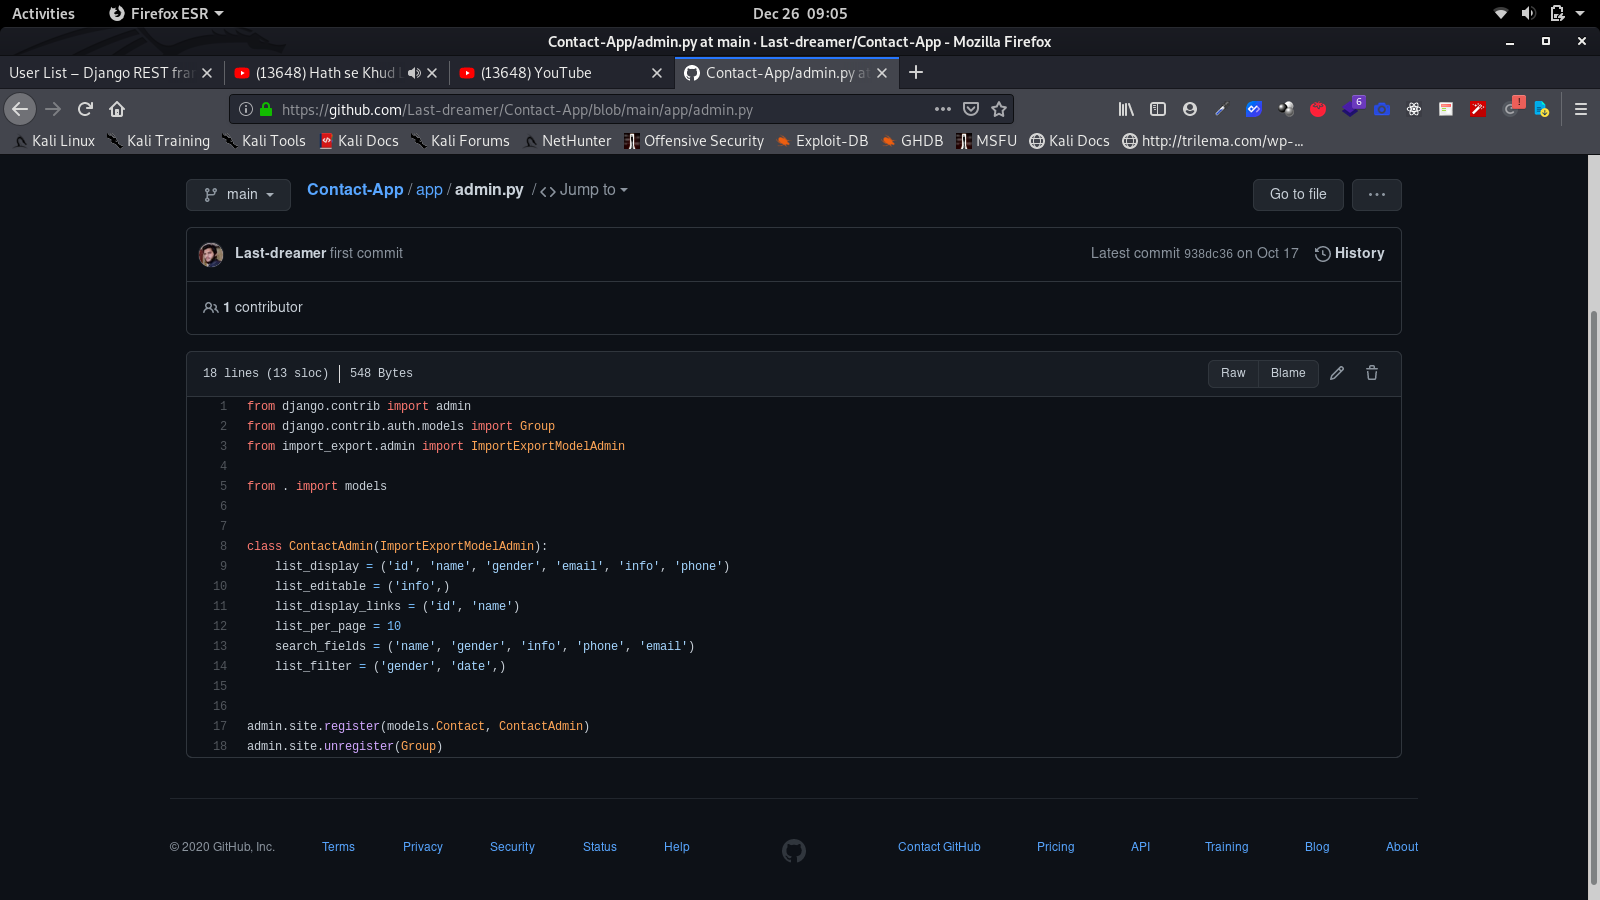 Activities Firefox ESR Dec 26 09:05
Contact-App/admin.py at main · Last-dreamer/Contact-App - Mozilla Firefox
User List – Django REST fra (13648) Hath se Khud (13648) YouTube Contact-App/admin.py at
https://github.com/Last-dreamer/Contact-App/blob/main/app/admin.py 6 !
Kali Linux Kali Training Kali Tools Kali Docs Kali Forums NetHunter Offensive Security Exploit-DB GHDB MSFU Kali Docs http://trilema.com/wp-...
main Contact-App / app / admin.py / <> Jump to Go to file ...
Last-dreamer first commit Latest commit 938dc36 on Oct 17 History
1 contributor
18 lines (13 sloc) 548 Bytes Raw Blame
1 from django.contrib import admin
2 from django.contrib.auth.models import Group
3 from import_export.admin import ImportExportModelAdmin
4
5 from . import models
6
7
8 class ContactAdmin(ImportExportModelAdmin):
9 list_display = ('id', 'name', 'gender', 'email', 'info', 'phone')
10 list_editable = ('info',)
11 list_display_links = ('id', 'name')
12 list_per_page = 10
13 search_fields = ('name', 'gender', 'info', 'phone', 'email')
14 list_filter = ('gender', 'date',)
15
16
17 admin.site.register(models.Contact, ContactAdmin)
18 admin.site.unregister(Group)
© 2020 GitHub, Inc. Terms Privacy Security Status Help Contact GitHub Pricing API Training Blog About